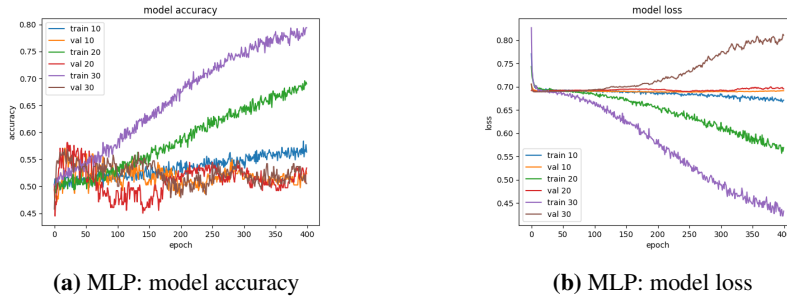 model accuracy
0.80
0.75
0.70
0.65
0.60
0.55
0.50
0.45
accuracy
train 10
val 10
train 20
val 20
train 30
val 30
0 50 100 150 200 250 300 350 400
epoch
(a) MLP: model accuracy
model loss
0.80
0.75
0.70
0.65
0.60
0.55
0.50
0.45
loss
train 10
val 10
train 20
val 20
train 30
val 30
0 50 100 150 200 250 300 350 400
epoch
(b) MLP: model loss